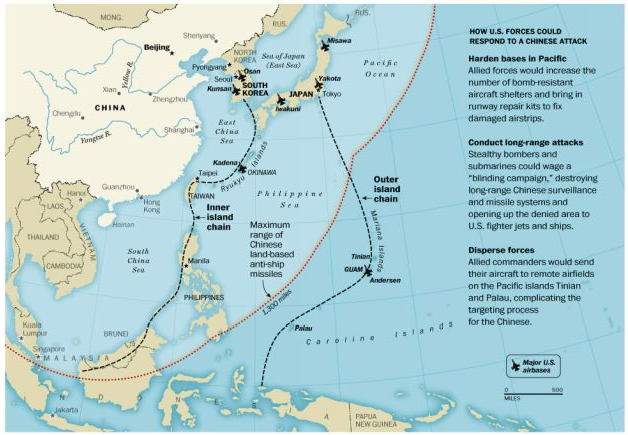 MONG.
RUS.
RUS.
Shenyang
Beijing
NORTH
KOREA
Sea of Japan
(East Sea)
Misawa
Pyongyang
Seoul
Osan
Kunsan
SOUTH
KOREA
JAPAN
Yakota
Tokyo
Iwakuni
Pacific
Ocean
Yellow R.
Xian
Zhengzhou
CHINA
Chengdu
Shanghai
Yangtze R.
East
China
Sea
Kadena
OKINAWA
Ryukyu Islands
Taipei
TAIWAN
Philippine
Sea
Guanzhou
Hong
Kong
Hanoi
LAOS
Hainan
VIETNAM
THAILAND
CAMBODIA
South
China
Sea
Inner
island
chain
Outer
island
chain
Maximum
range of
Chinese
land-based
anti-ship
missiles
1,300 miles
Mariana Islands
Tinian
GUAM
Andersen
Manila
PHILIPPINES
Palau
Caroline Islands
Kuala
Lumpur
Singapore
BRUNEI
MALAYSIA
Jakarta
INDONESIA
PAPUA
NEW GUINEA
HOW U.S. FORCES COULD
RESPOND TO A CHINESE ATTACK
Harden bases in Pacific
Allied forces would increase the
number of bomb-resistant
aircraft shelters and bring in
runway repair kits to fix
damaged airstrips.
Conduct long-range attacks
Stealthy bombers and
submarines could wage a
"blinding campaign," destroying
long-range Chinese surveillance
and missile systems and
opening up the denied area to
U.S. fighter jets and ships.
Disperse forces
Allied commanders would send
their aircraft to remote airfields
on the Pacific islands Tinian
and Palau, complicating the
targeting process
for the Chinese.
Major U.S.
airbases
0 500
MILES